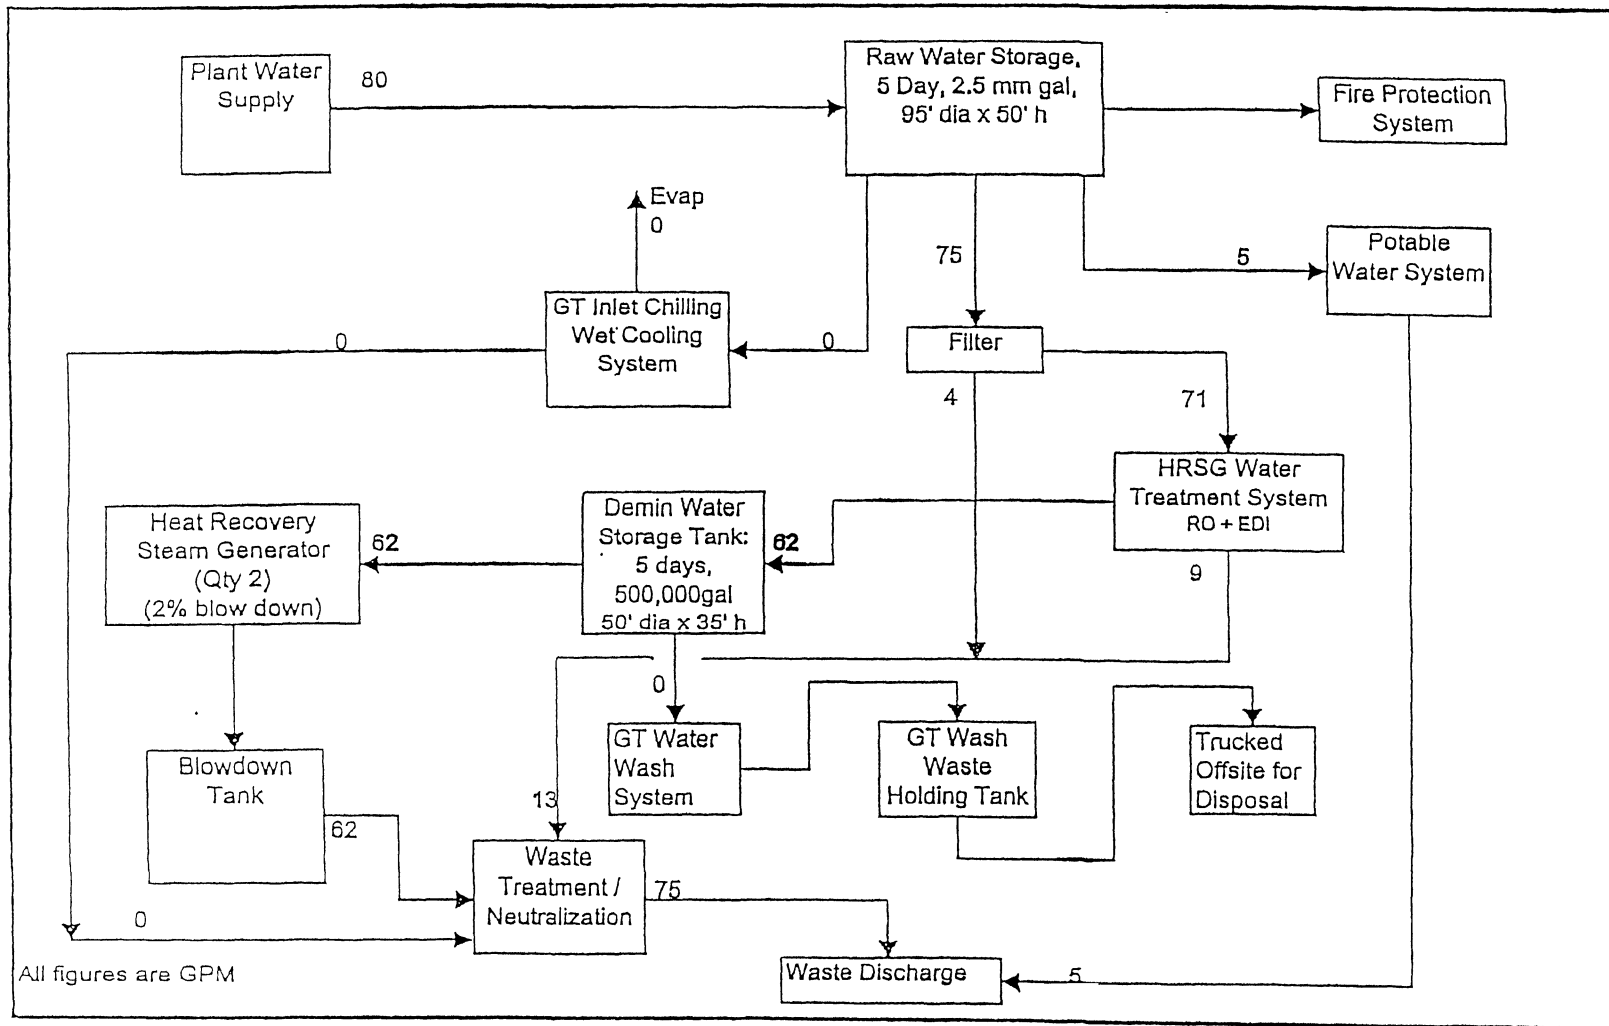 Plant Water
Supply
80
Raw Water Storage,
5 Day, 2.5 mm gal,
95' dia x 50' h
Fire Protection
System
Evap
0
75
5
Potable
Water System
GT Inlet Chilling
Wet Cooling
System
0
0
Filter
4
71
HRSG Water
Treatment System
RO + EDI
Heat Recovery
Steam Generator
(Qty 2)
(2% blow down)
62
Demin Water
Storage Tank:
5 days,
500,000gal
50' dia x 35' h
62
9
0
GT Water
Wash
System
GT Wash
Waste
Holding Tank
Trucked
Offsite for
Disposal
Blowdown
Tank
62
13
Waste
Treatment /
Neutralization
75
0
All figures are GPM
Waste Discharge
5